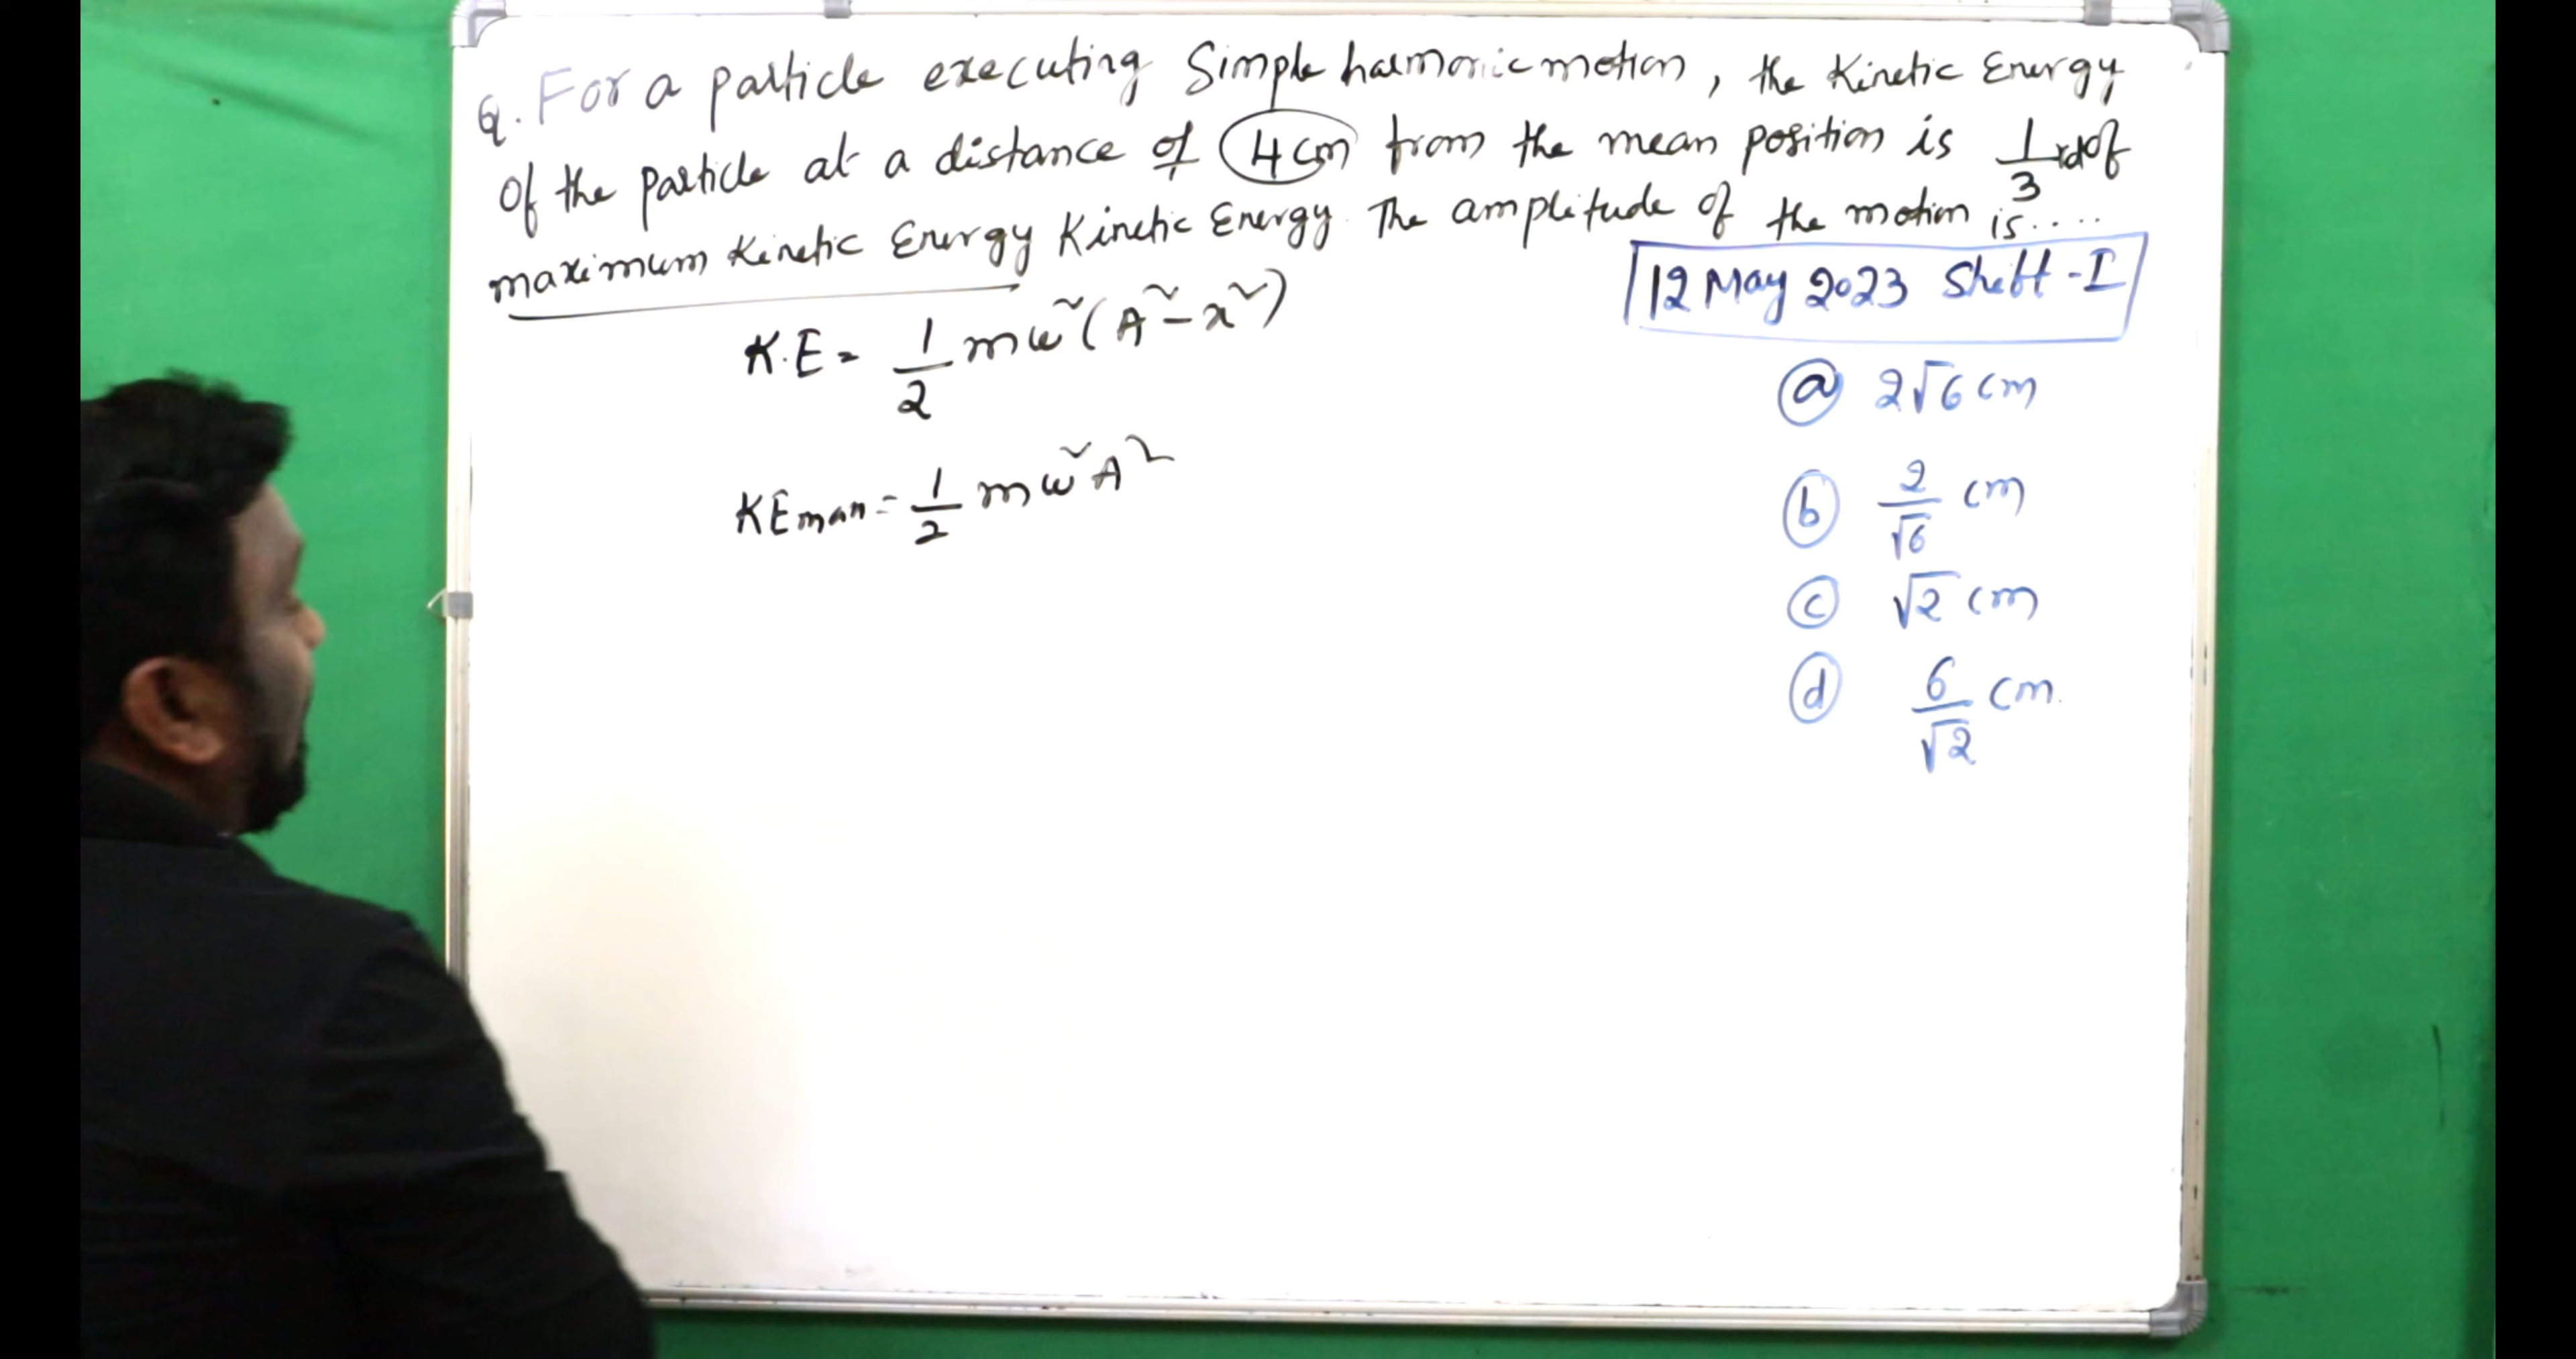 Q. For a particle executing Simple harmonic motion, the Kinetic Energy
Of the particle at a distance of 4 cm from the mean position is 1/3 rd of
maximum Kinetic Energy Kinetic Energy. The amplitude of the motion is....
12 May 2023 Shift - I
K.E = 1/2 mω²(A² - x²)
KEmax = 1/2 mω²A²
(a) 2√6 cm
(b) 2/√6 cm
(c) √2 cm
(d) 6/√2 cm.